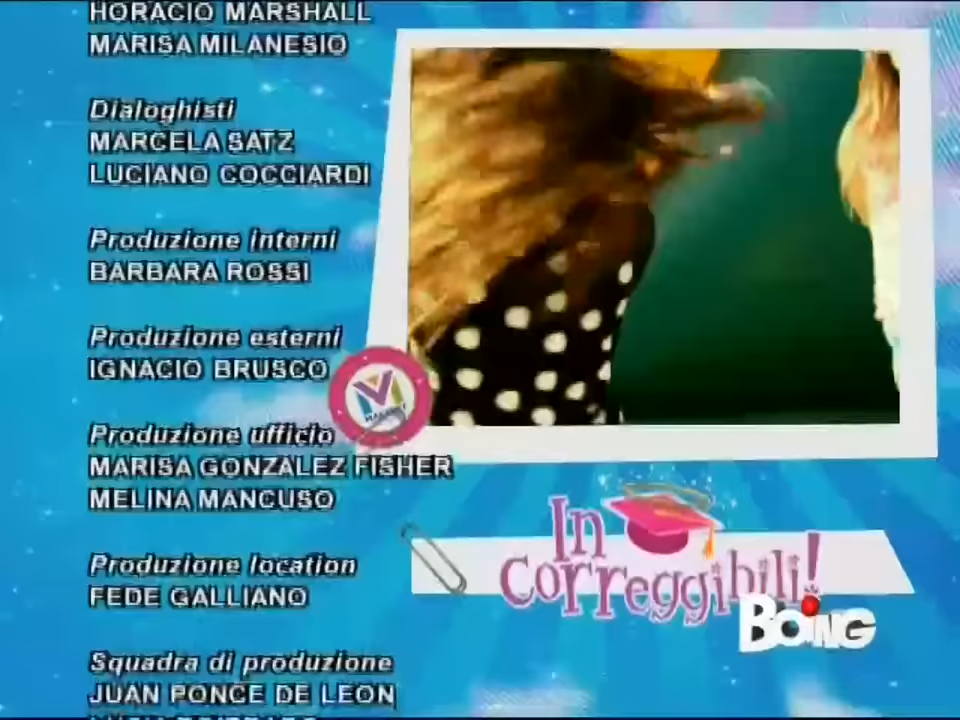 HORACIO MARSHALL
MARISA MILANESIO
Dialoghisti
MARCELA SATZ
LUCIANO COCCIARDI
Produzione interni
BARBARA ROSSI
Produzione esterni
IGNACIO BRUSCO
Produzione ufficio
MARISA GONZALEZ FISHER
MELINA MANCUSO
Produzione location
FEDE GALLIANO
Squadra di produzione
JUAN PONCE DE LEON
In
correggibili!
BOING